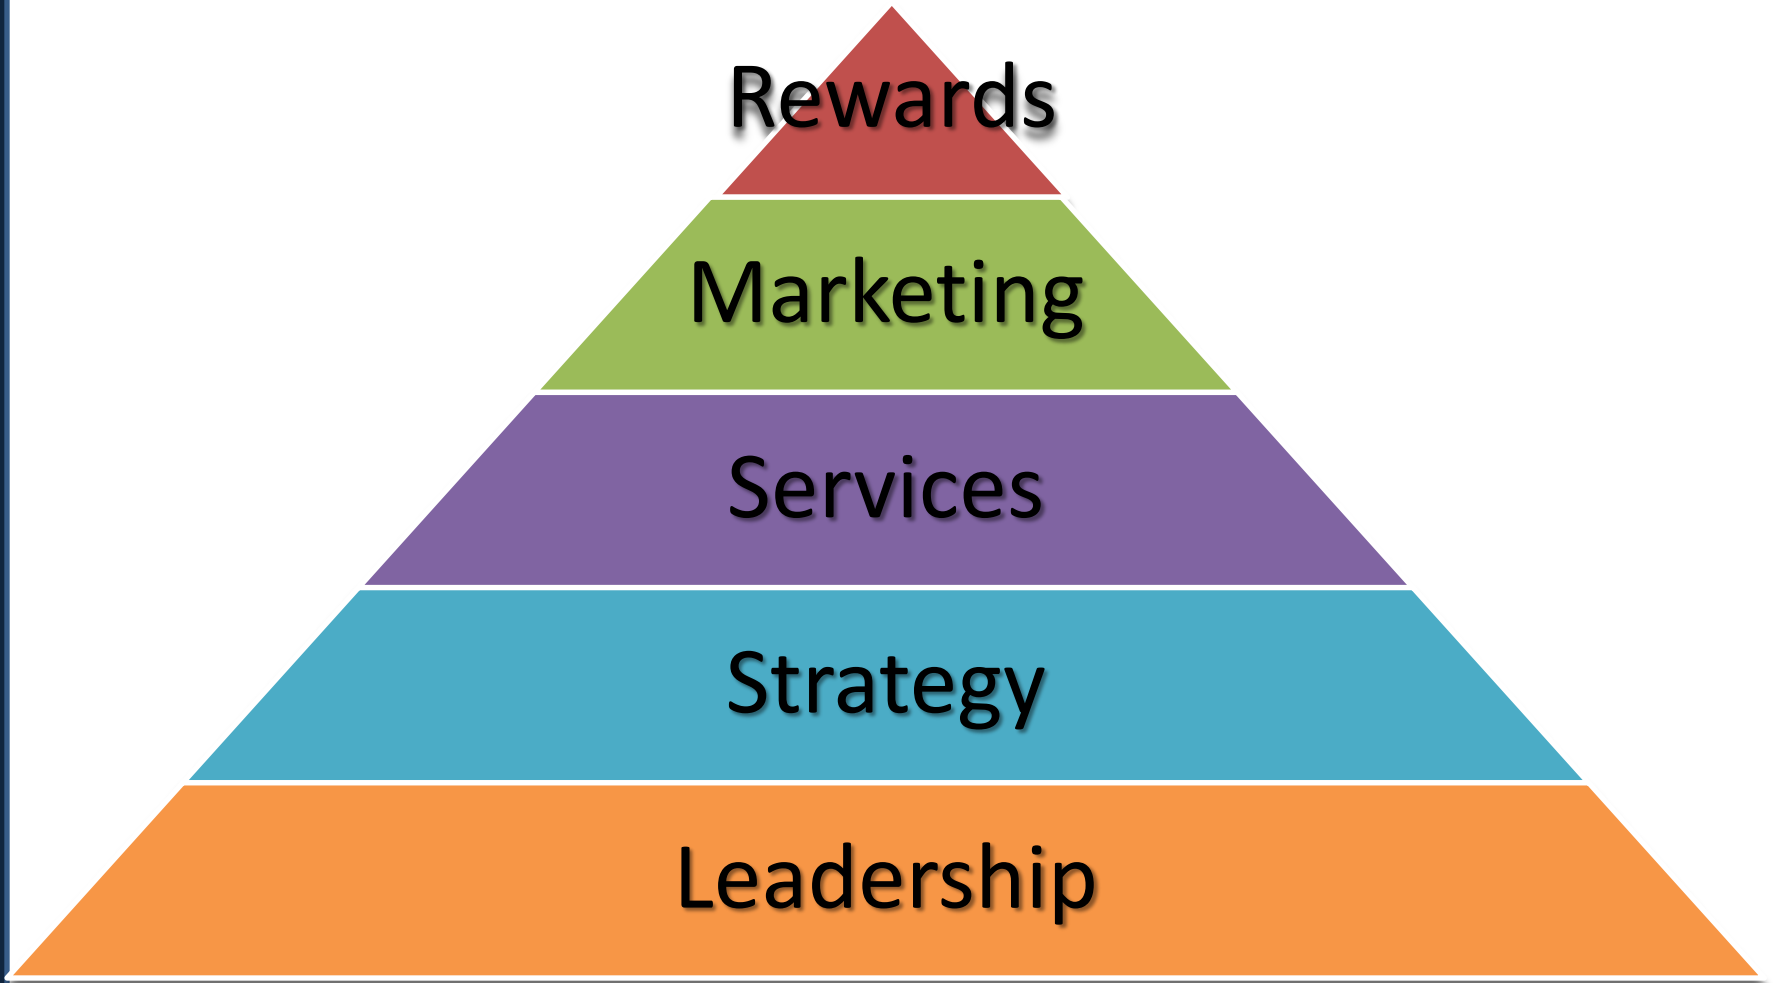 Rewards
Marketing
Services
Strategy
Leadership